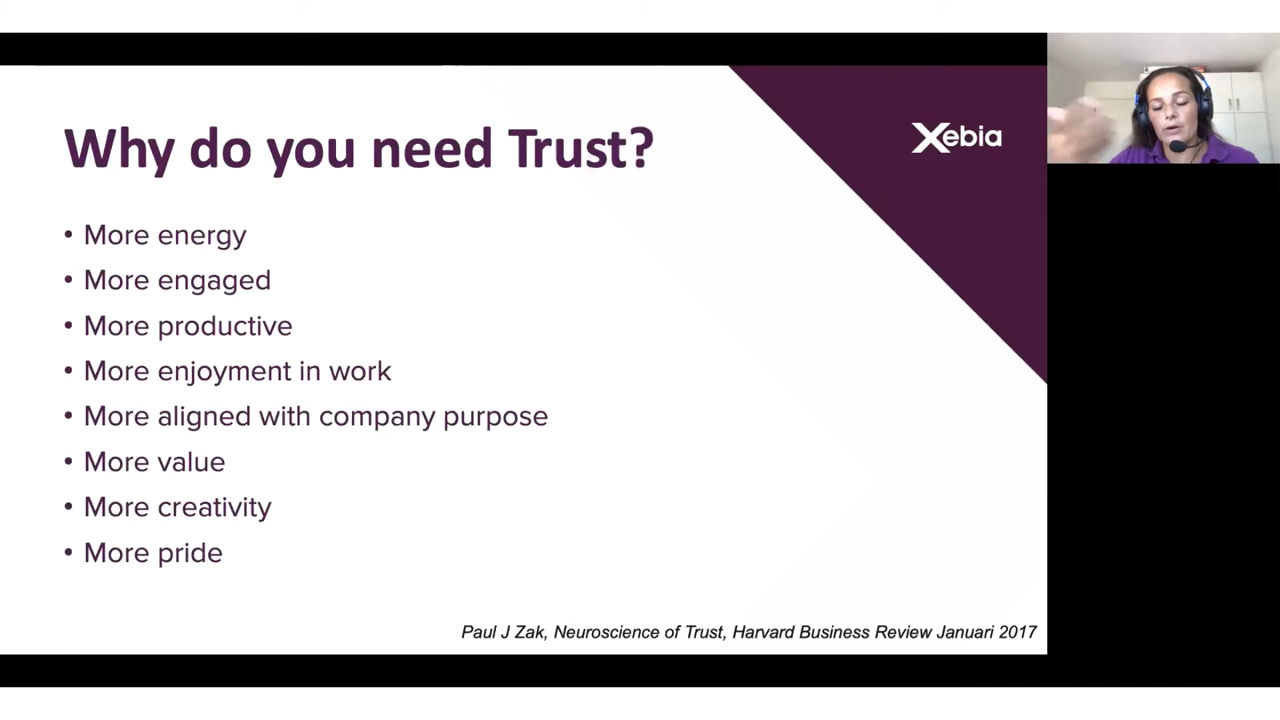 Why do you need Trust?
Xebia
• More energy
• More engaged
• More productive
• More enjoyment in work
• More aligned with company purpose
• More value
• More creativity
• More pride
Paul J Zak, Neuroscience of Trust, Harvard Business Review Januari 2017